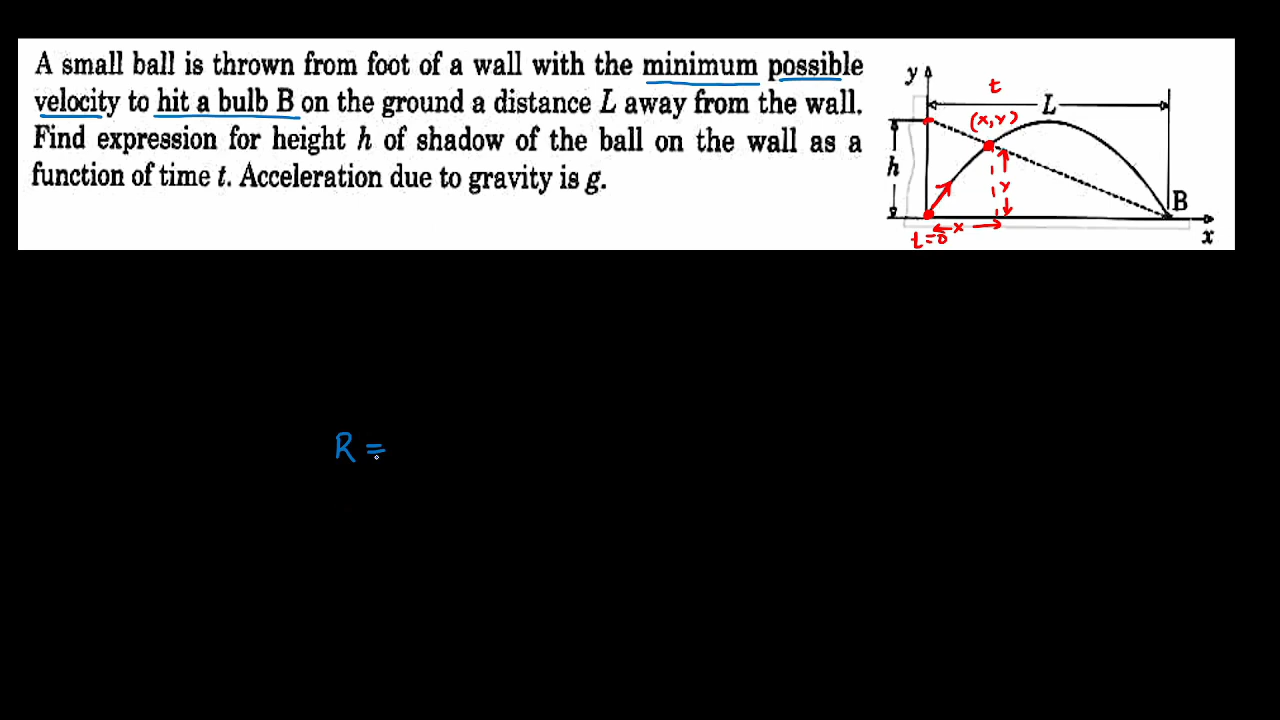 A small ball is thrown from foot of a wall with the minimum possible
velocity to hit a bulb B on the ground a distance L away from the wall.
Find expression for height h of shadow of the ball on the wall as a
function of time t. Acceleration due to gravity is g.
y
t
L
(x,y)
h
y
B
x
t=0
x
R =